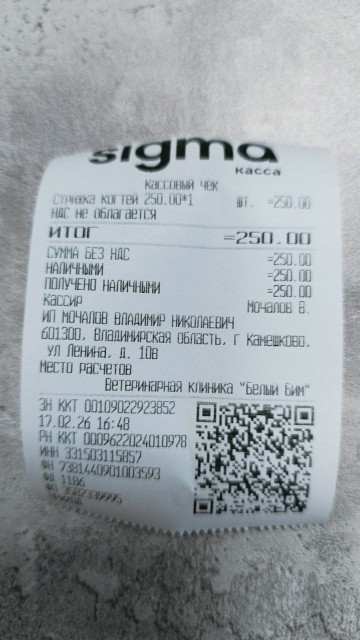 sigma
касса
КАССОВЫЙ ЧЕК
СТРИЖКА КОГТЕЙ 250.00*1 ШТ. =250.00
НДС НЕ ОБЛАГАЕТСЯ
ИТОГ =250.00
СУММА БЕЗ НДС =250.00
НАЛИЧНЫМИ =250.00
ПОЛУЧЕНО НАЛИЧНЫМИ =250.00
КАССИР Мочалов В.
ИП МОЧАЛОВ ВЛАДИМИР НИКОЛАЕВИЧ
601300, Владимирская область, г Камешково,
ул Ленина, д. 10в
МЕСТО РАСЧЕТОВ
Ветеринарная клиника "Белый Бим"
ЗН ККТ 00109022923852
17.02.26 16:48
РН ККТ 0009622024010978
ИНН 331503115857
ФН 7381440901003593
ФД 1186